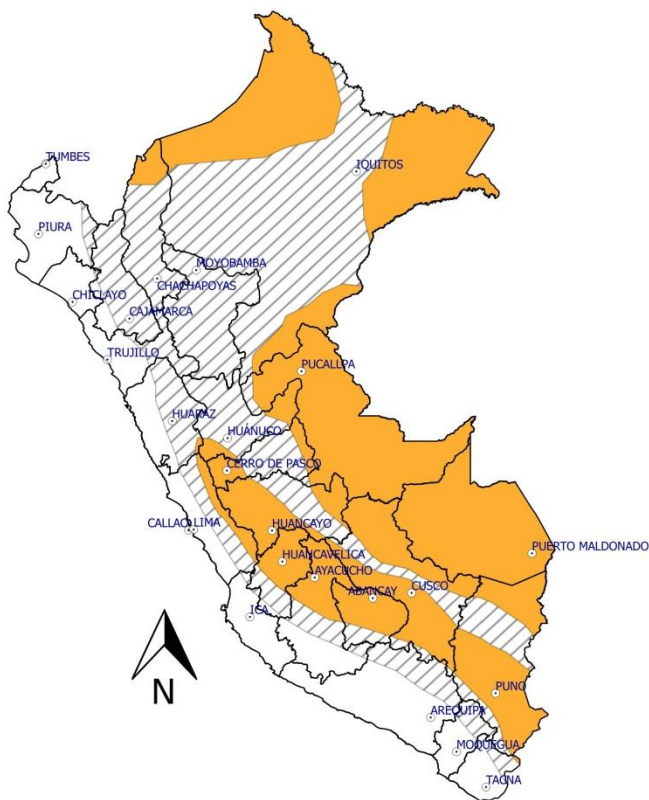 TUMBES
IQUITOS
PIURA
MOYOBAMBA
CHACHAPOYAS
CHICLAYO
CAJAMARCA
TRUJILLO
PUCALLPA
HUARAZ
HUÁNUCO
CERRO DE PASCO
CALLAO
LIMA
HUANCAYO
PUERTO MALDONADO
HUANCAVELICA
AYACUCHO
ABANCAY
CUSCO
ICA
N
PUNO
AREQUIPA
MOQUEGUA
TACNA